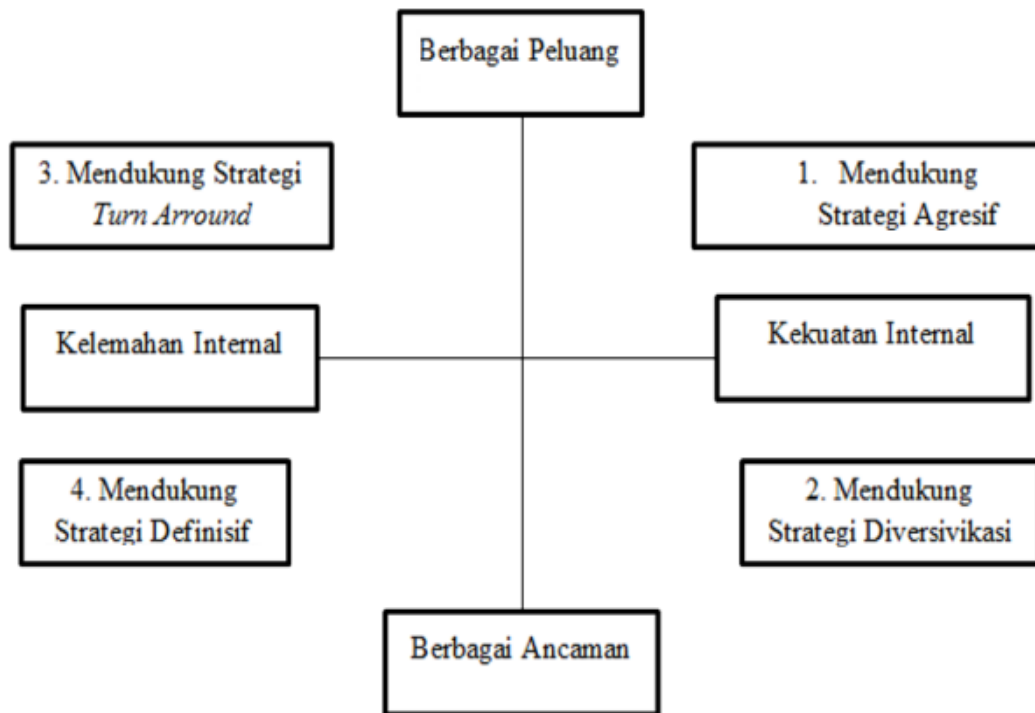 Berbagai Peluang
3. Mendukung Strategi
Turn Arround
1. Mendukung
Strategi Agresif
Kelemahan Internal
Kekuatan Internal
4. Mendukung
Strategi Definisif
2. Mendukung
Strategi Diversivikasi
Berbagai Ancaman